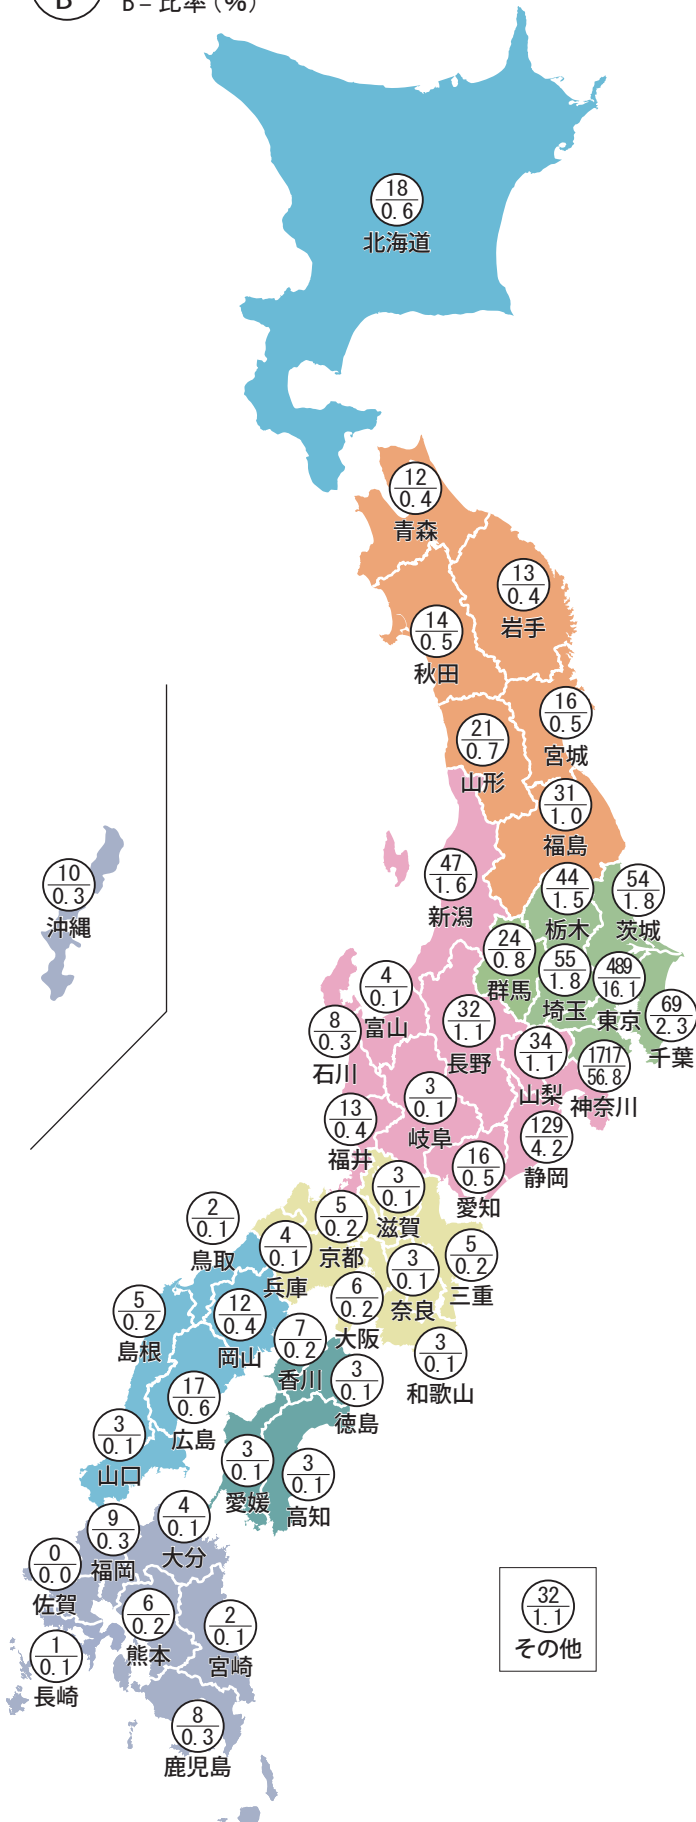 B
B = 比率（%）
18
0.6
北海道
12
0.4
青森
13
0.4
岩手
14
0.5
秋田
16
0.5
宮城
21
0.7
山形
31
1.0
福島
47
1.6
新潟
44
1.5
栃木
54
1.8
茨城
10
0.3
沖縄
24
0.8
群馬
55
1.8
埼玉
489
16.1
東京
69
2.3
千葉
4
0.1
富山
32
1.1
長野
8
0.3
石川
34
1.1
山梨
1717
56.8
神奈川
3
0.1
岐阜
13
0.4
福井
129
4.2
静岡
16
0.5
愛知
3
0.1
滋賀
2
0.1
鳥取
5
0.2
京都
4
0.1
兵庫
5
0.2
三重
3
0.1
奈良
6
0.2
大阪
5
0.2
島根
12
0.4
岡山
7
0.2
香川
3
0.1
和歌山
3
0.1
徳島
17
0.6
広島
3
0.1
山口
3
0.1
愛媛
3
0.1
高知
4
0.1
大分
9
0.3
福岡
0
0.0
佐賀
6
0.2
熊本
2
0.1
宮崎
1
0.1
長崎
8
0.3
鹿児島
32
1.1
その他